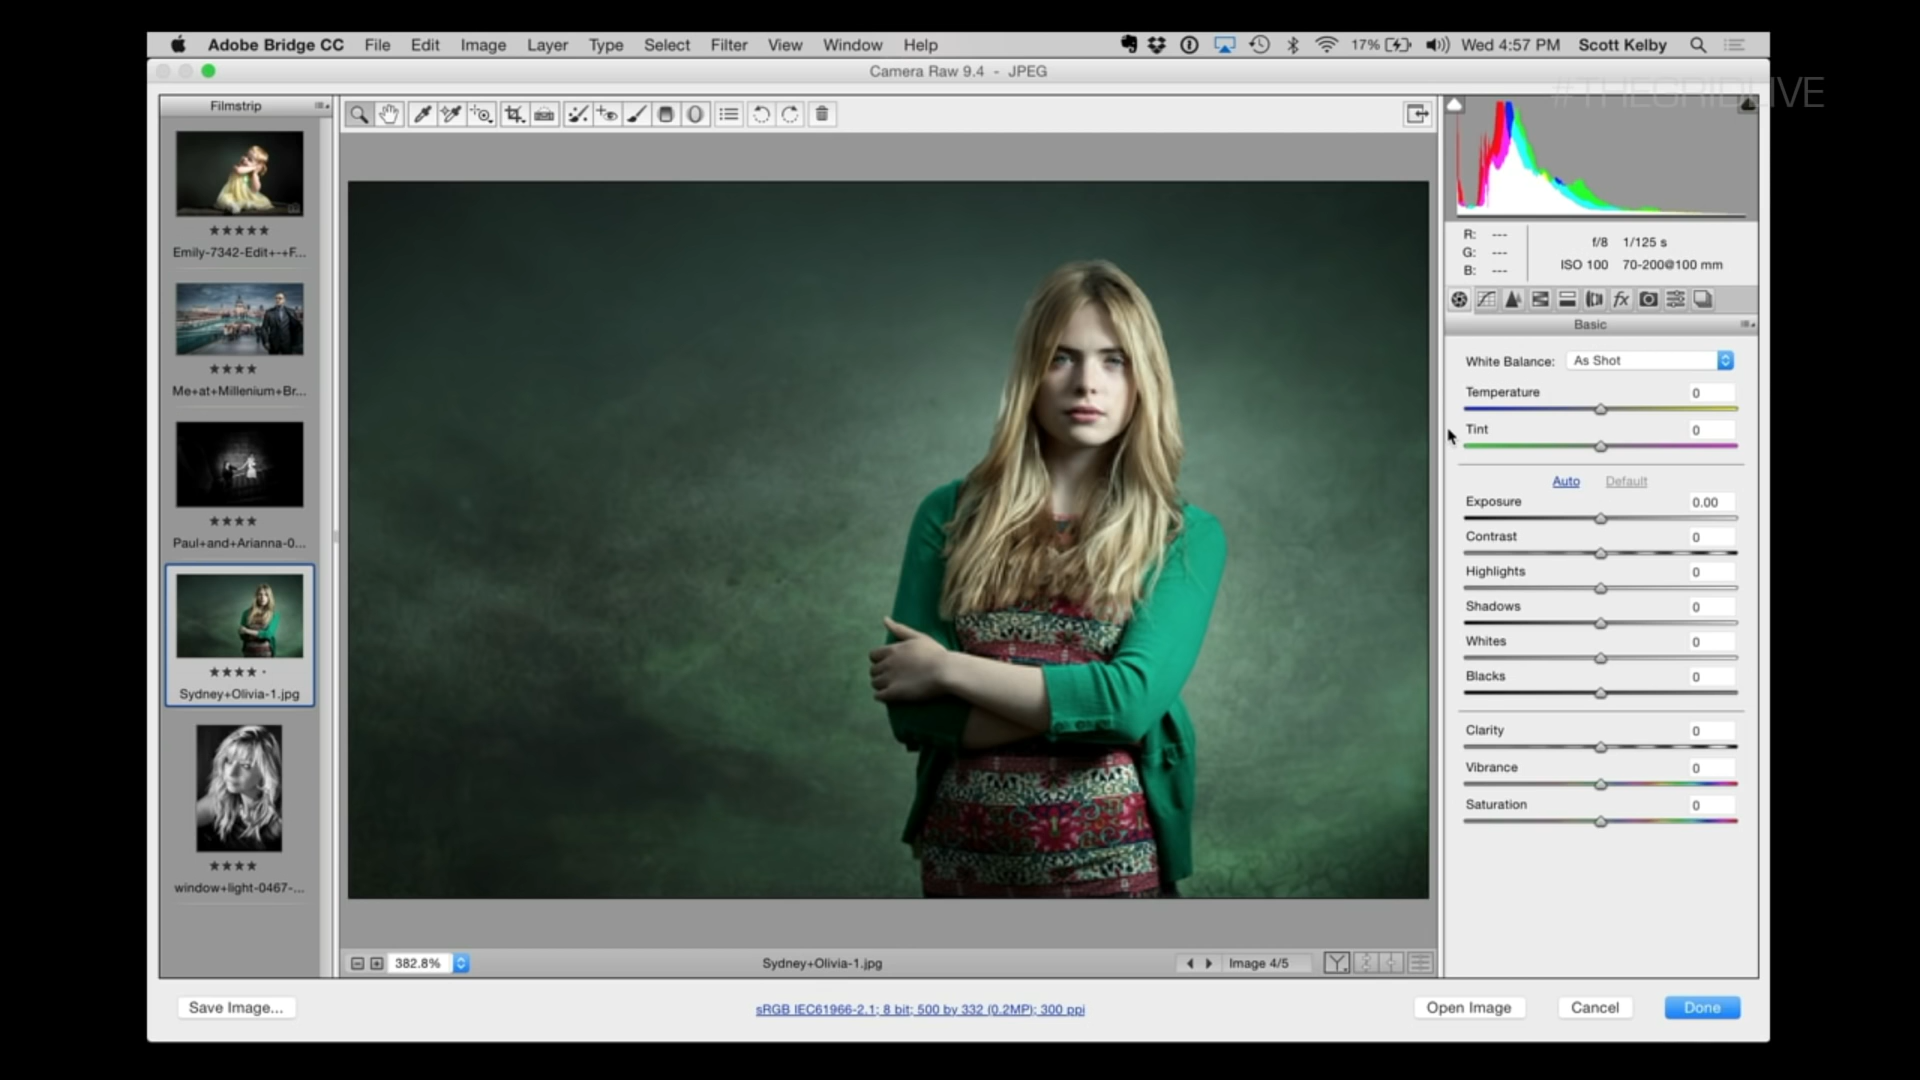 Adobe Bridge CC File Edit Image Layer Type Select Filter View Window Help 17% Wed 4:57 PM Scott Kelby
Camera Raw 9.4 - JPEG
#THEGRIDLIVE
Filmstrip
★★★★★
Emily-7342-Edit+-+F...
★★★★
Me+at+Millenium+Br...
★★★★
Paul+and+Arianna-0...
★★★★ ·
Sydney+Olivia-1.jpg
★★★★
window+light-0467-...
R: ---
G: ---
B: ---
f/8 1/125 s
ISO 100 70-200@100 mm
fx
Basic
White Balance: As Shot
Temperature 0
Tint 0
Auto Default
Exposure 0.00
Contrast 0
Highlights 0
Shadows 0
Whites 0
Blacks 0
Clarity 0
Vibrance 0
Saturation 0
382.8% Sydney+Olivia-1.jpg Image 4/5 Y
Save Image... sRGB IEC61966-2.1; 8 bit; 500 by 332 (0.2MP); 300 ppi Open Image Cancel Done